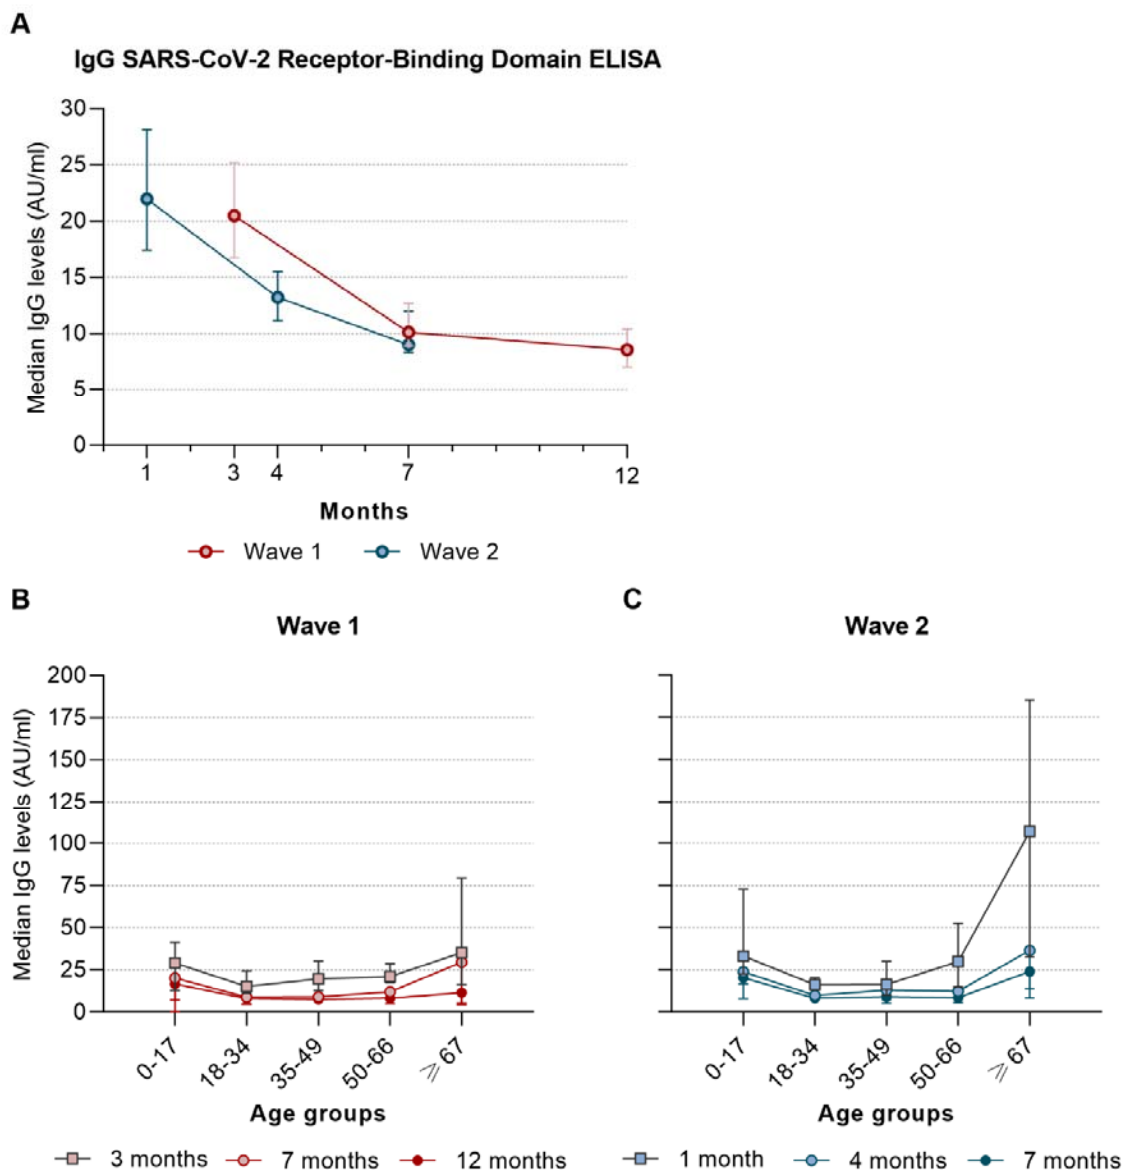 A
IgG SARS-CoV-2 Receptor-Binding Domain ELISA
Median IgG levels (AU/ml)
30
25
20
15
10
5
0
1 3 4 7 12
Months
Wave 1 Wave 2
B
Wave 1
Median IgG levels (AU/ml)
200
175
150
125
100
75
50
25
0
0-17 18-34 35-49 50-66 ⩾ 67
Age groups
3 months 7 months 12 months
C
Wave 2
0-17 18-34 35-49 50-66 ⩾ 67
Age groups
1 month 4 months 7 months